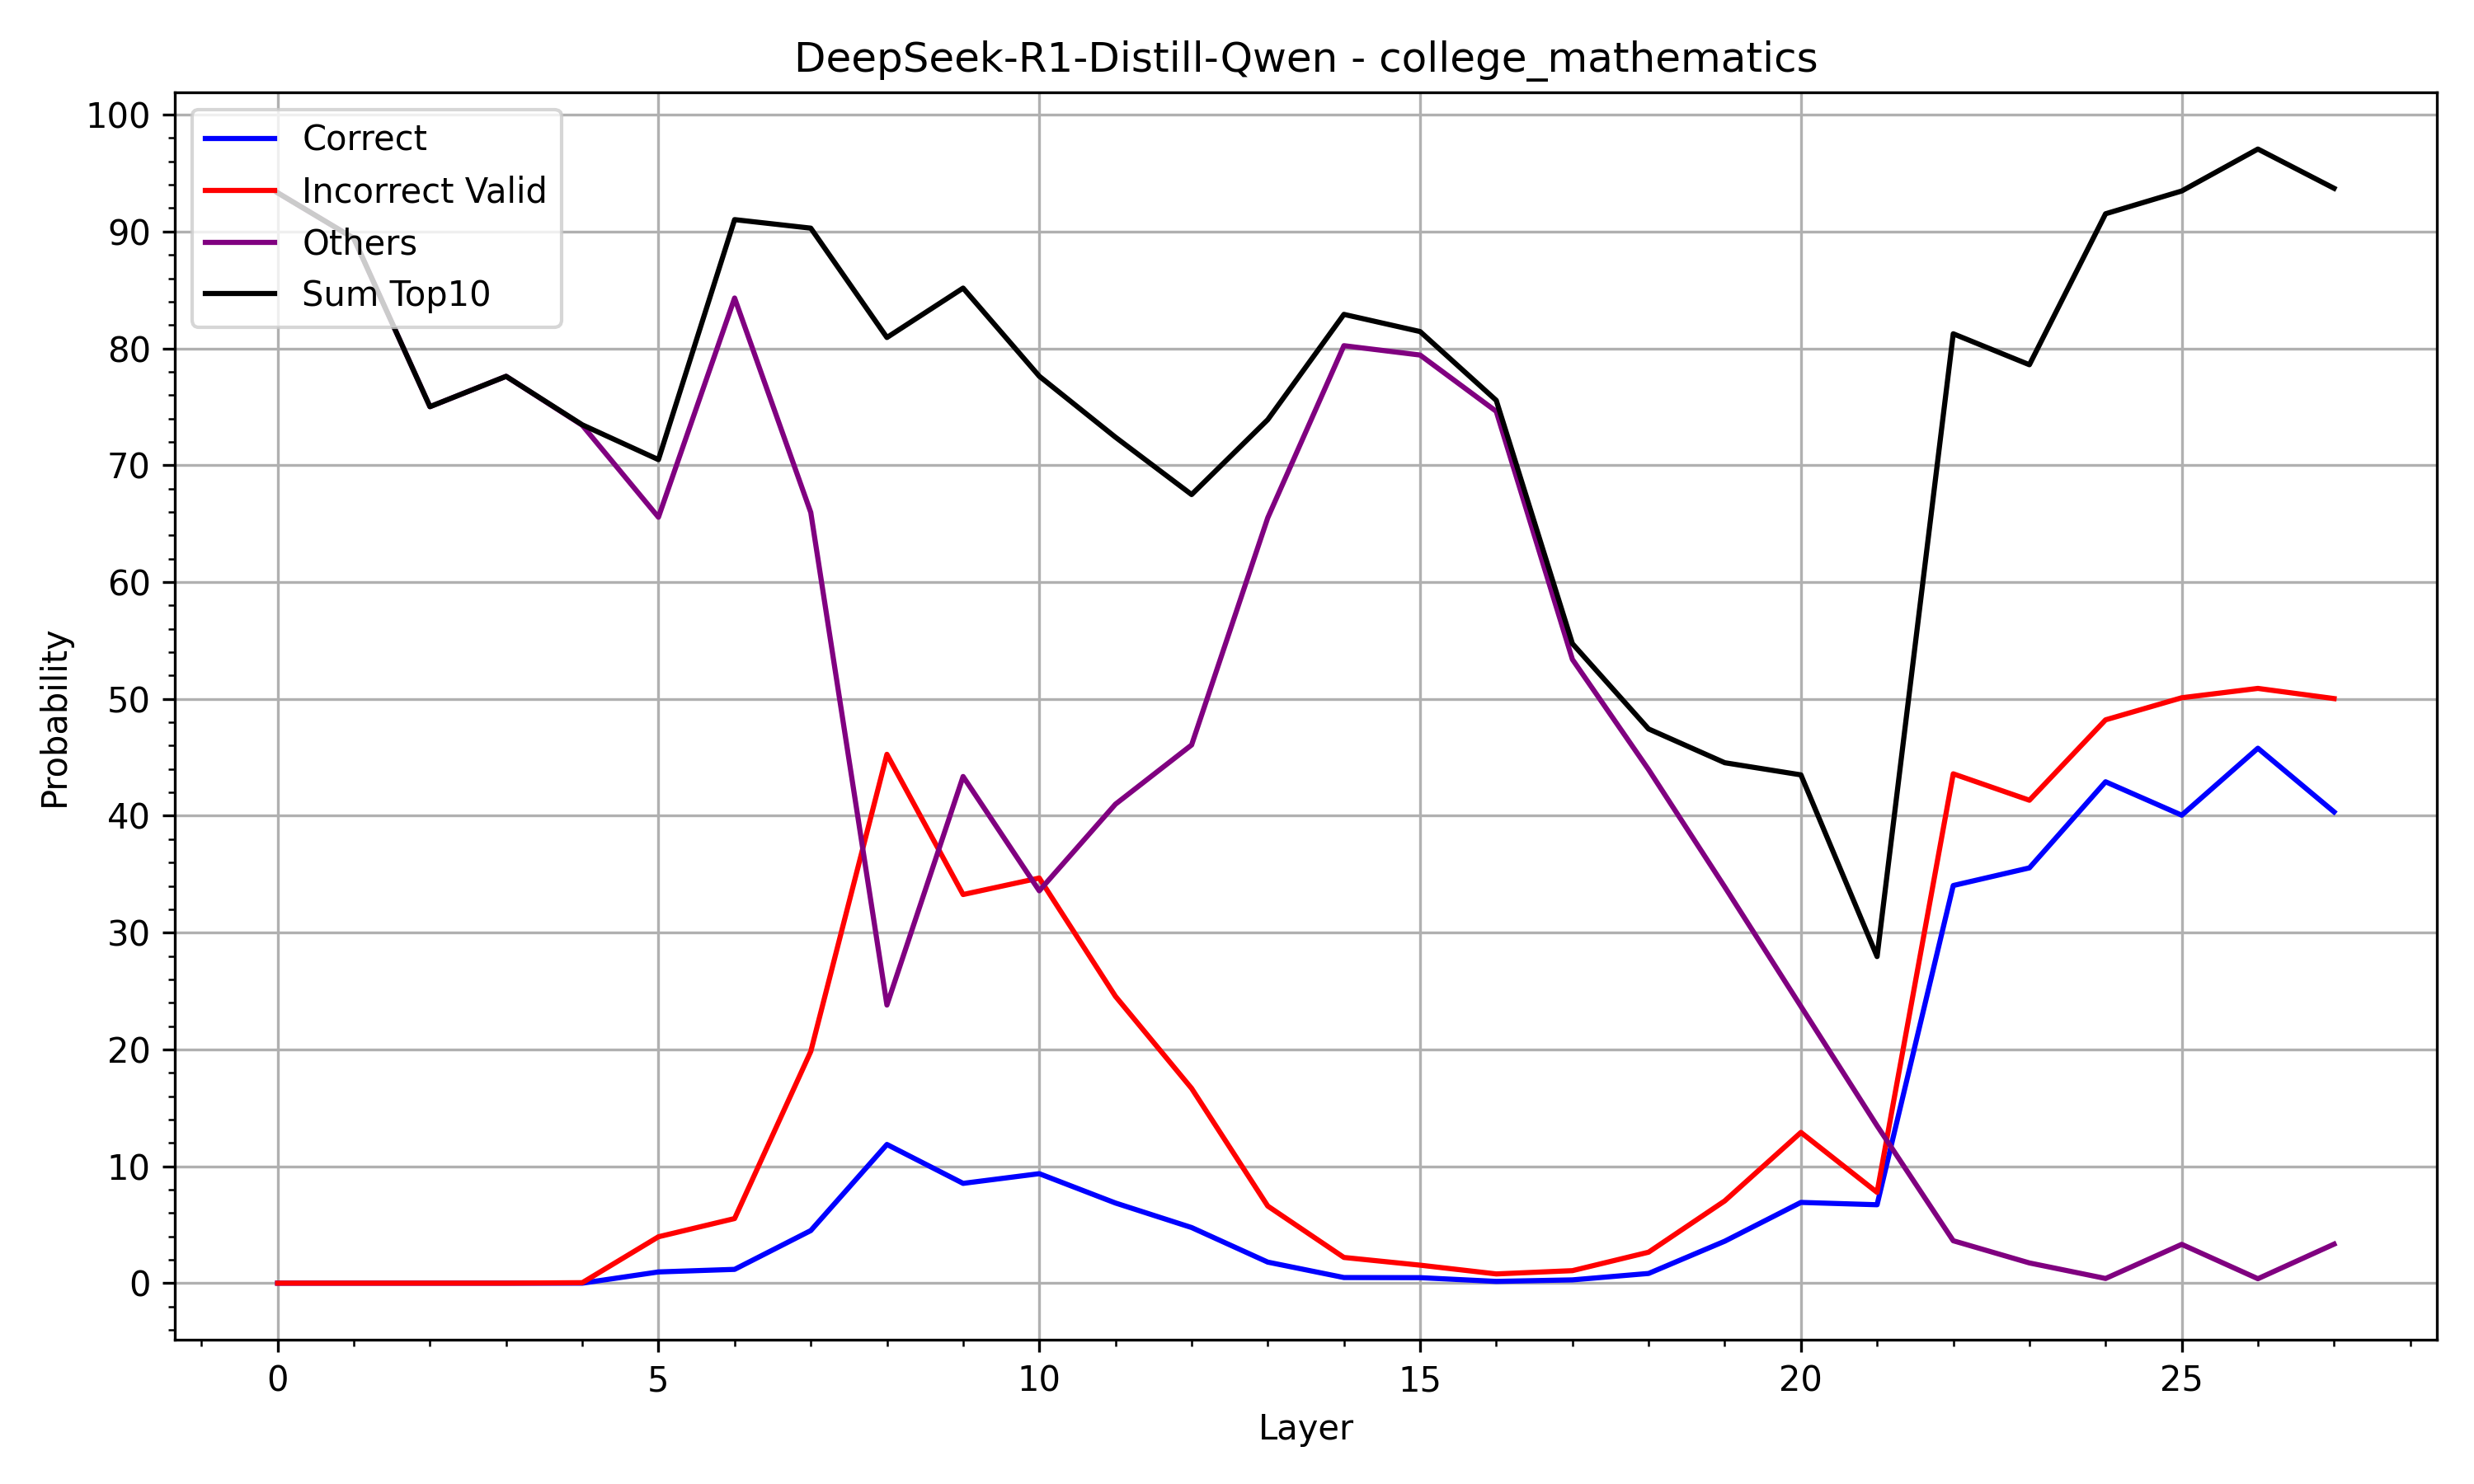 DeepSeek-R1-Distill-Qwen - college_mathematics
Correct
Incorrect Valid
Others
Sum Top10
100
90
80
70
60
50
40
30
20
10
0
Probability
0 5 10 15 20 25
Layer